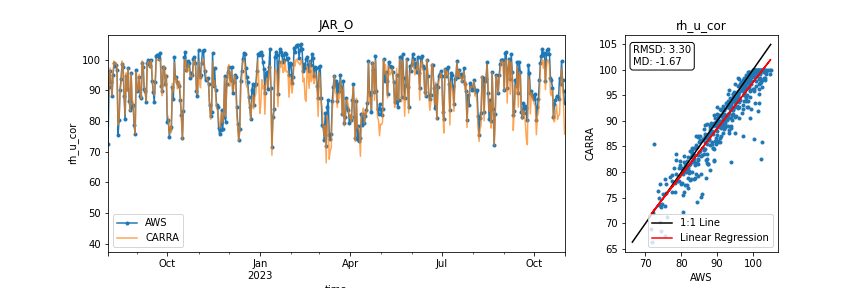 JAR_O
rh_u_cor
100
90
80
70
60
50
40
AWS
CARRA
Oct
Jan
2023
Apr
Jul
Oct
time
rh_u_cor
CARRA
105
100
95
90
85
80
75
70
65
RMSD: 3.30
MD: -1.67
1:1 Line
Linear Regression
70
80
90
100
AWS